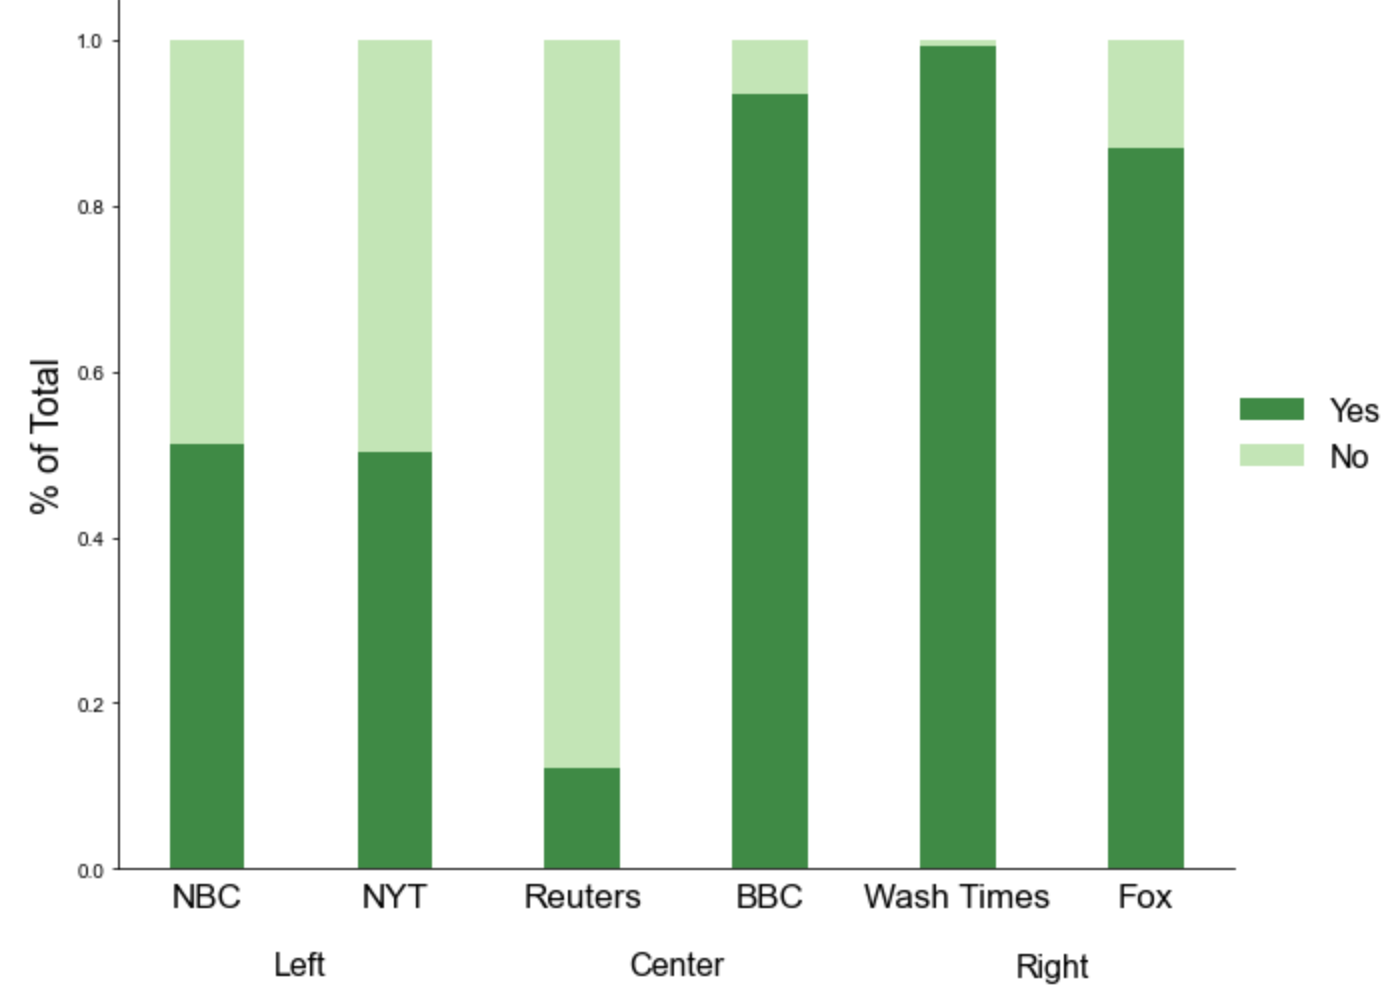 % of Total
1.0
0.8
0.6
0.4
0.2
0.0
NBC NYT Reuters BBC Wash Times Fox
Left Center Right
Yes
No